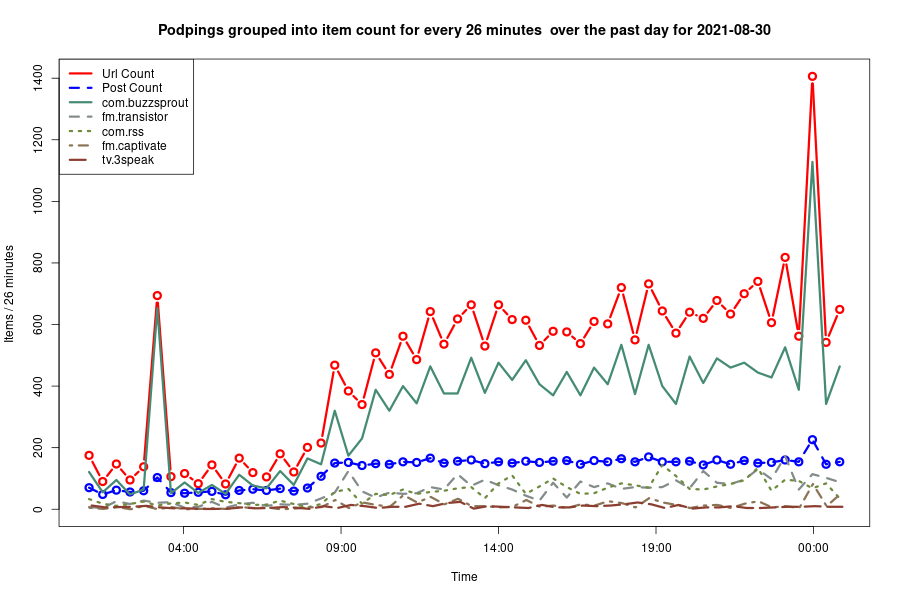 Podpings grouped into item count for every 26 minutes  over the past day for 2021-08-30
Url Count
Post Count
com.buzzsprout
fm.transistor
com.rss
fm.captivate
tv.3speak
Items / 26 minutes
1400
1200
1000
800
600
400
200
0
04:00 09:00 14:00 19:00 00:00
Time